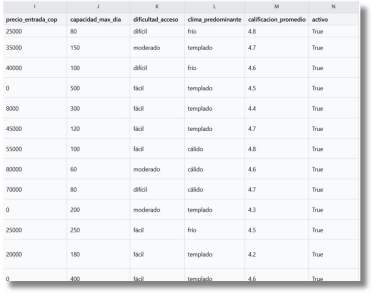 I J K L M N
precio_entrada_cop capacidad_max_dia dificultad_acceso clima_predominante calificacion_promedio activo
25000 80 difícil frío 4.8 True
35000 150 moderado templado 4.7 True
40000 100 difícil frío 4.6 True
0 500 fácil templado 4.5 True
8000 300 fácil templado 4.4 True
45000 120 fácil templado 4.7 True
55000 100 fácil cálido 4.8 True
80000 60 moderado cálido 4.6 True
70000 80 difícil cálido 4.7 True
0 200 moderado templado 4.3 True
25000 250 fácil frío 4.5 True
20000 180 fácil templado 4.2 True
0 400 fácil templado 4.6 True